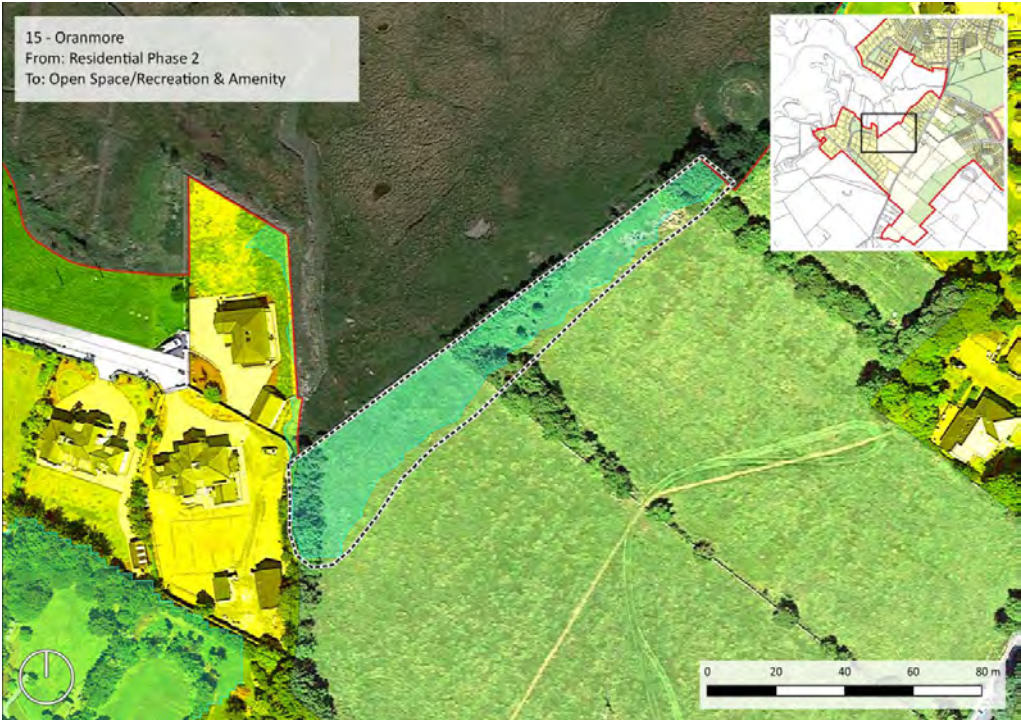 15 - Oranmore
From: Residential Phase 2
To: Open Space/Recreation & Amenity
0 20 40 60 80 m